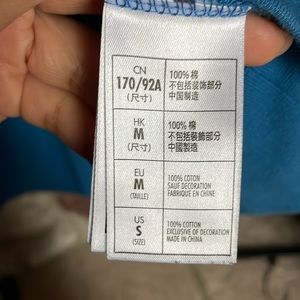 CN
170/92A
(尺寸)
100% 棉
不包括装饰部分
中国制造
HK
M
(尺寸)
100% 棉
不包括裝飾部分
中國製造
EU
M
(TAILLE)
100% COTON
SAUF DECORATION
FABRIQUE EN CHINE
US
S
(SIZE)
100% COTTON
EXCLUSIVE OF DECORATION
MADE IN CHINA